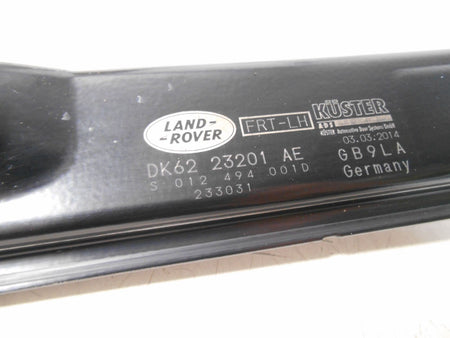 LAND-
-ROVER
FRT-LH
KÜSTER
KÜSTER Automotive Door Systems GmbH
03.03.2014
DK62 23201 AE
GB9LA
S 012 494 001D
Germany
233031